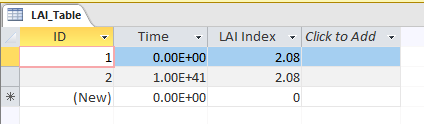 LAI_Table
ID Time LAI Index Click to Add
1 0.00E+00 2.08
2 1.00E+41 2.08
(New) 0.00E+00 0